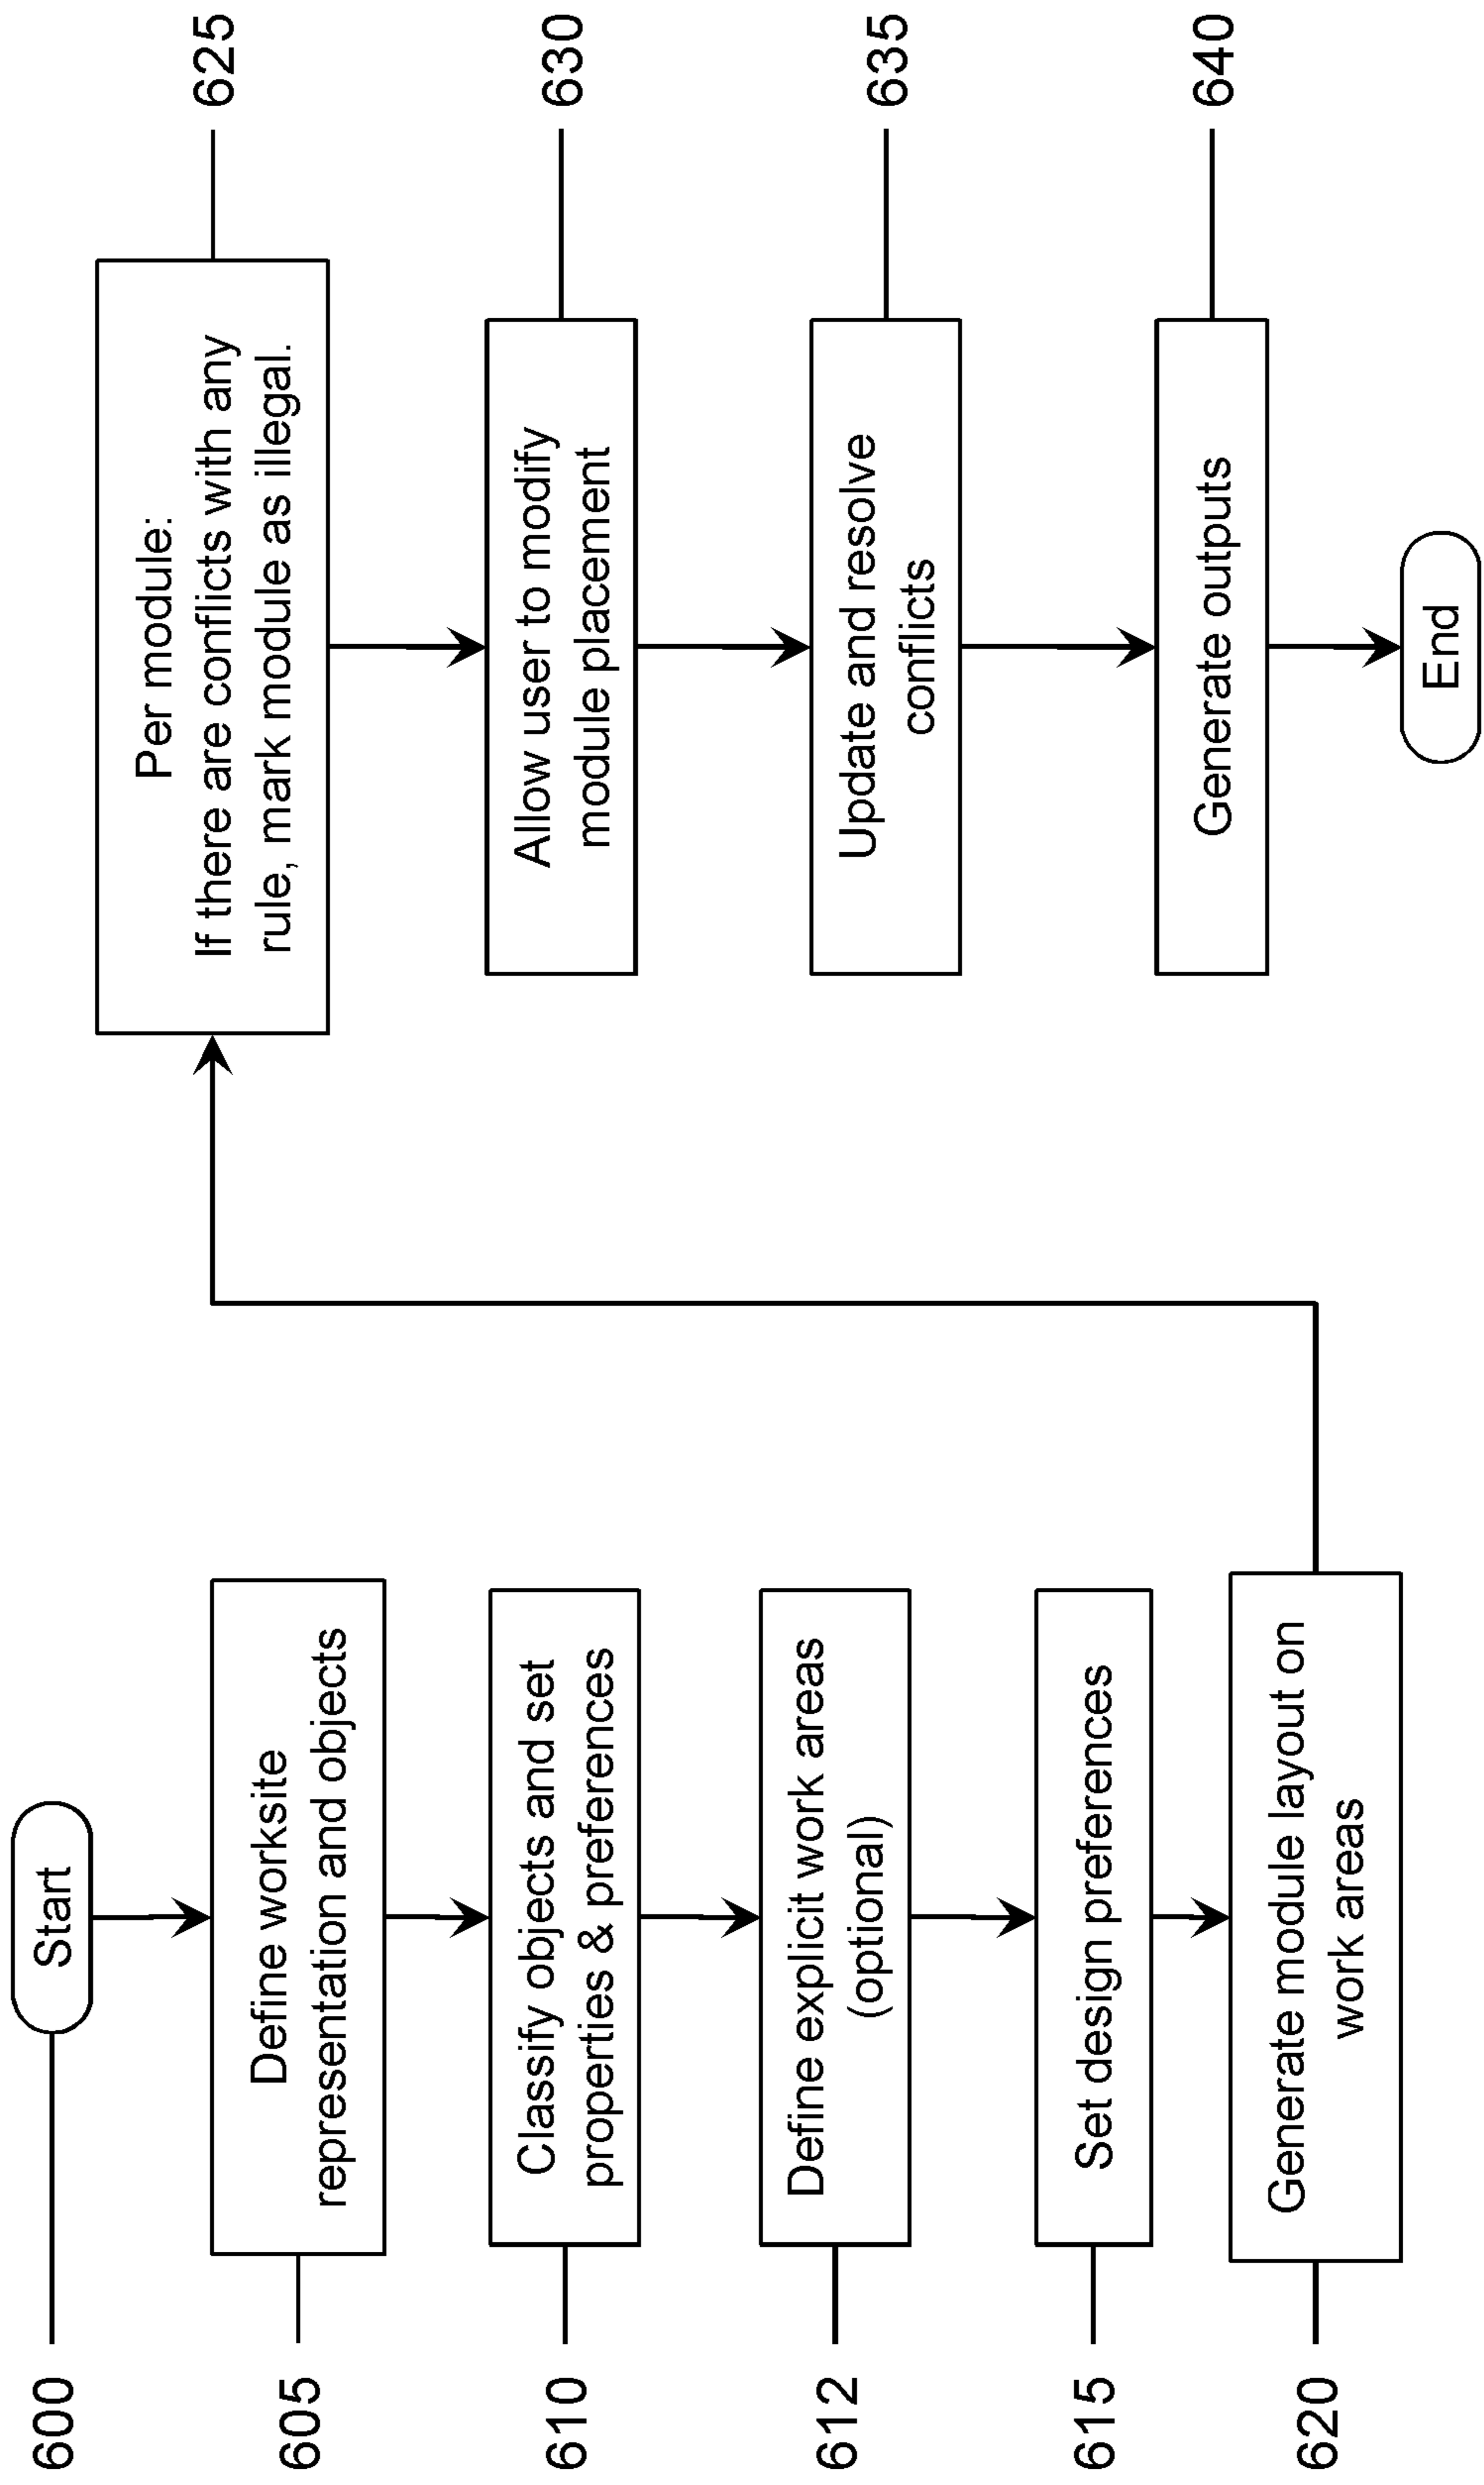 600
Start
605
Define worksite
representation and objects
610
Classify objects and set
properties & preferences
612
Define explicit work areas
(optional)
615
Set design preferences
620
Generate module layout on
work areas
Per module:
If there are conflicts with any
rule, mark module as illegal.
625
Allow user to modify
module placement
630
Update and resolve
conflicts
635
Generate outputs
640
End